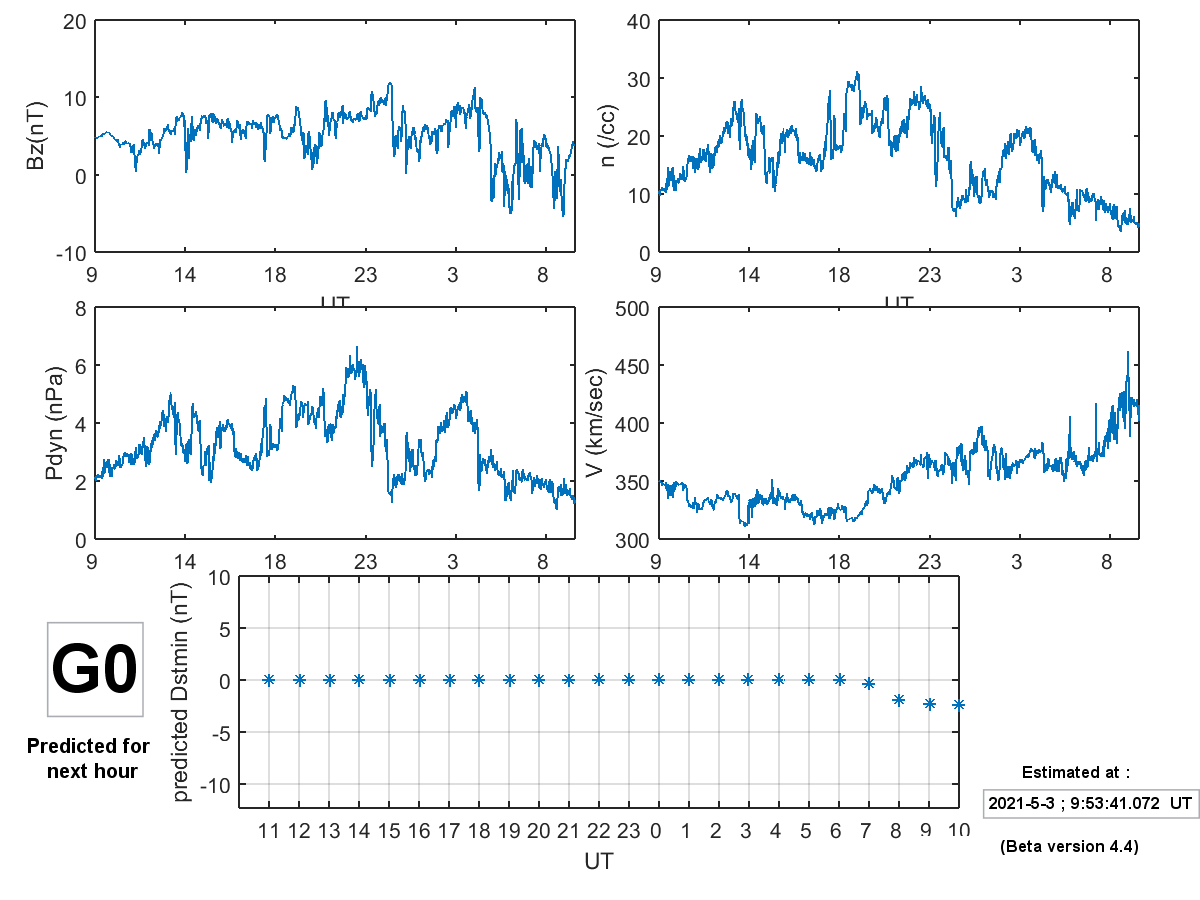 20
10
0
-10
Bz(nT)
9 14 18 23 3 8
UT
40
30
20
10
0
n (/cc)
9 14 18 23 3 8
UT
8
6
4
2
0
Pdyn (nPa)
9 14 18 23 3 8
500
450
400
350
300
V (km/sec)
9 14 18 23 3 8
10
5
0
-5
-10
predicted Dstmin (nT)
11 12 13 14 15 16 17 18 19 20 21 22 23 0 1 2 3 4 5 6 7 8 9 10
UT
G0
Predicted for
next hour
Estimated at :
2021-5-3 ; 9:53:41.072 UT
(Beta version 4.4)